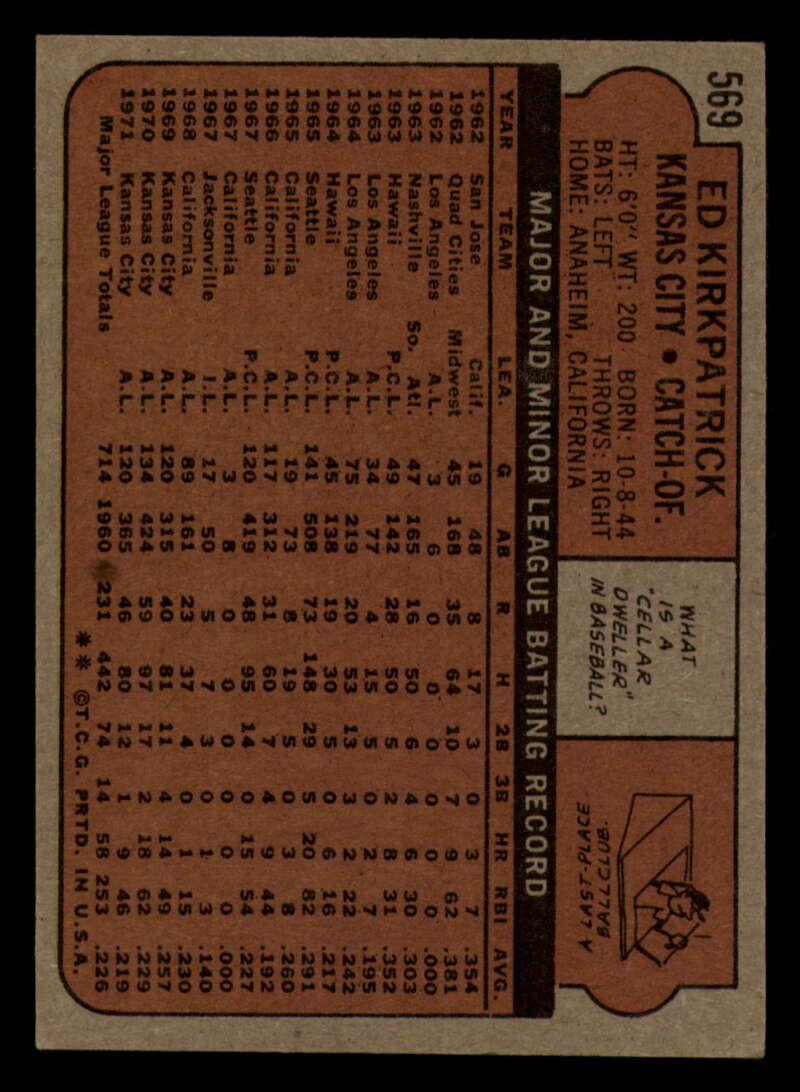 569
ED KIRKPATRICK
KANSAS CITY • CATCH-OF.
HT: 6'0" WT: 200 BORN: 10-8-44
BATS: LEFT THROWS: RIGHT
HOME: ANAHEIM, CALIFORNIA
WHAT
IS A
"CELLAR
DWELLER"
IN BASEBALL?
A LAST-PLACE
BALLCLUB.
MAJOR AND MINOR LEAGUE BATTING RECORD
YEAR TEAM LEA. G AB R H 2B 3B HR RBI AVG.
1962 San Jose Calif. 19 48 8 17 3 0 3 7 .354
1962 Quad Cities Midwest 45 168 35 64 10 7 9 62 .381
1962 Los Angeles A.L. 3 6 0 0 0 0 0 0 .000
1963 Nashville So. Atl. 47 165 16 50 6 4 6 30 .303
1963 Hawaii P.C.L. 49 142 28 50 5 2 8 31 .352
1963 Los Angeles A.L. 34 77 4 15 5 0 2 7 .195
1964 Los Angeles A.L. 75 219 20 53 13 3 2 22 .242
1964 Hawaii P.C.L. 45 138 19 30 5 0 6 16 .217
1965 Seattle P.C.L. 141 508 73 148 29 5 20 82 .291
1965 California A.L. 19 73 8 19 5 0 3 8 .260
1966 California A.L. 117 312 31 60 7 4 9 44 .192
1967 Seattle P.C.L. 120 419 48 95 14 0 15 54 .227
1967 California A.L. 3 8 0 0 0 0 0 0 .000
1967 Jacksonville I.L. 17 50 5 7 3 0 1 3 .140
1968 California A.L. 89 161 23 37 4 0 1 15 .230
1969 Kansas City A.L. 120 315 40 81 11 4 14 49 .257
1970 Kansas City A.L. 134 424 59 97 17 2 18 62 .229
1971 Kansas City A.L. 120 365 46 80 12 1 9 46 .219
Major League Totals 714 1960 231 442 74 14 58 253 .226
** ©T.C.G. PRTD. IN U.S.A.